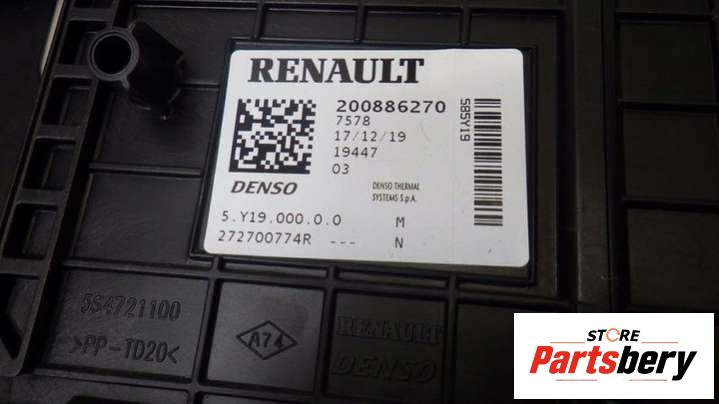 RENAULT
200886270
7578
17/12/19
19447
03
585Y19
DENSO
DENSO THERMAL
SYSTEMS S.p.A.
5.Y19.000.0.0 M
272700774R --- N
5S4721100
>PP-TD20<
A74
RENAULT
DENSO
STORE
Partsbery